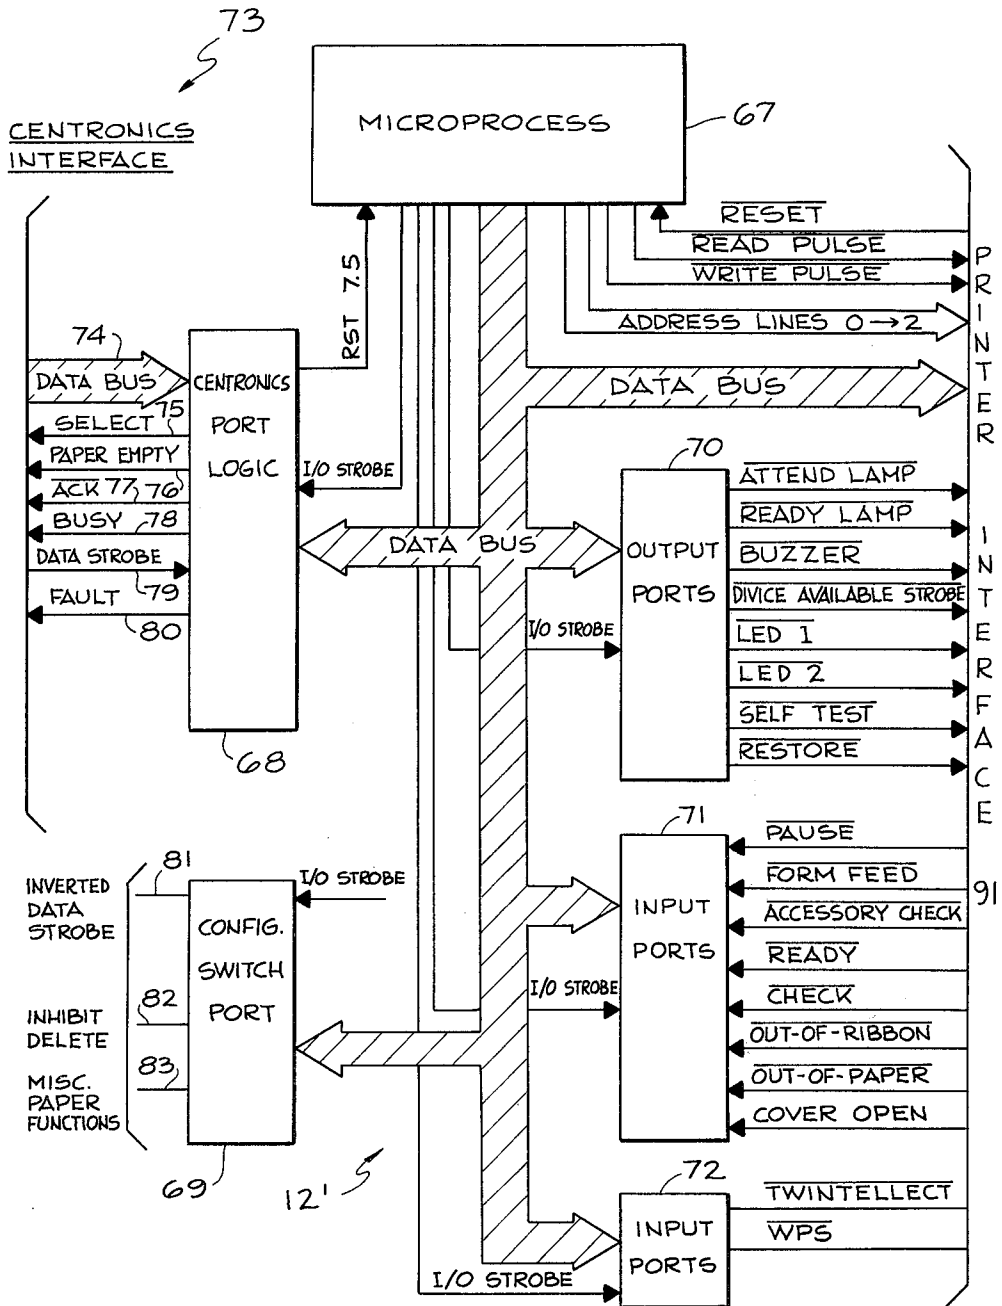 73
CENTRONICS
INTERFACE
MICROPROCESS
67
RESET
READ PULSE
WRITE PULSE
ADDRESS LINES 0→2
DATA BUS
PRINTER INTERFACE
91
RST 7.5
74
DATA BUS
SELECT 75
PAPER EMPTY
76
ACK 77
BUSY 78
DATA STROBE
79
FAULT
80
CENTRONICS
PORT
LOGIC
68
I/O STROBE
DATA BUS
70
OUTPUT
PORTS
I/O STROBE
ATTEND LAMP
READY LAMP
BUZZER
DIVICE AVAILABLE STROBE
LED 1
LED 2
SELF TEST
RESTORE
71
INPUT
PORTS
I/O STROBE
PAUSE
FORM FEED
ACCESSORY CHECK
READY
CHECK
OUT-OF-RIBBON
OUT-OF-PAPER
COVER OPEN
INVERTED
DATA
STROBE
81
INHIBIT
DELETE
82
MISC.
PAPER
FUNCTIONS
83
CONFIG.
SWITCH
PORT
69
I/O STROBE
12'
72
INPUT
PORTS
I/O STROBE
TWINTELLECT
WPS